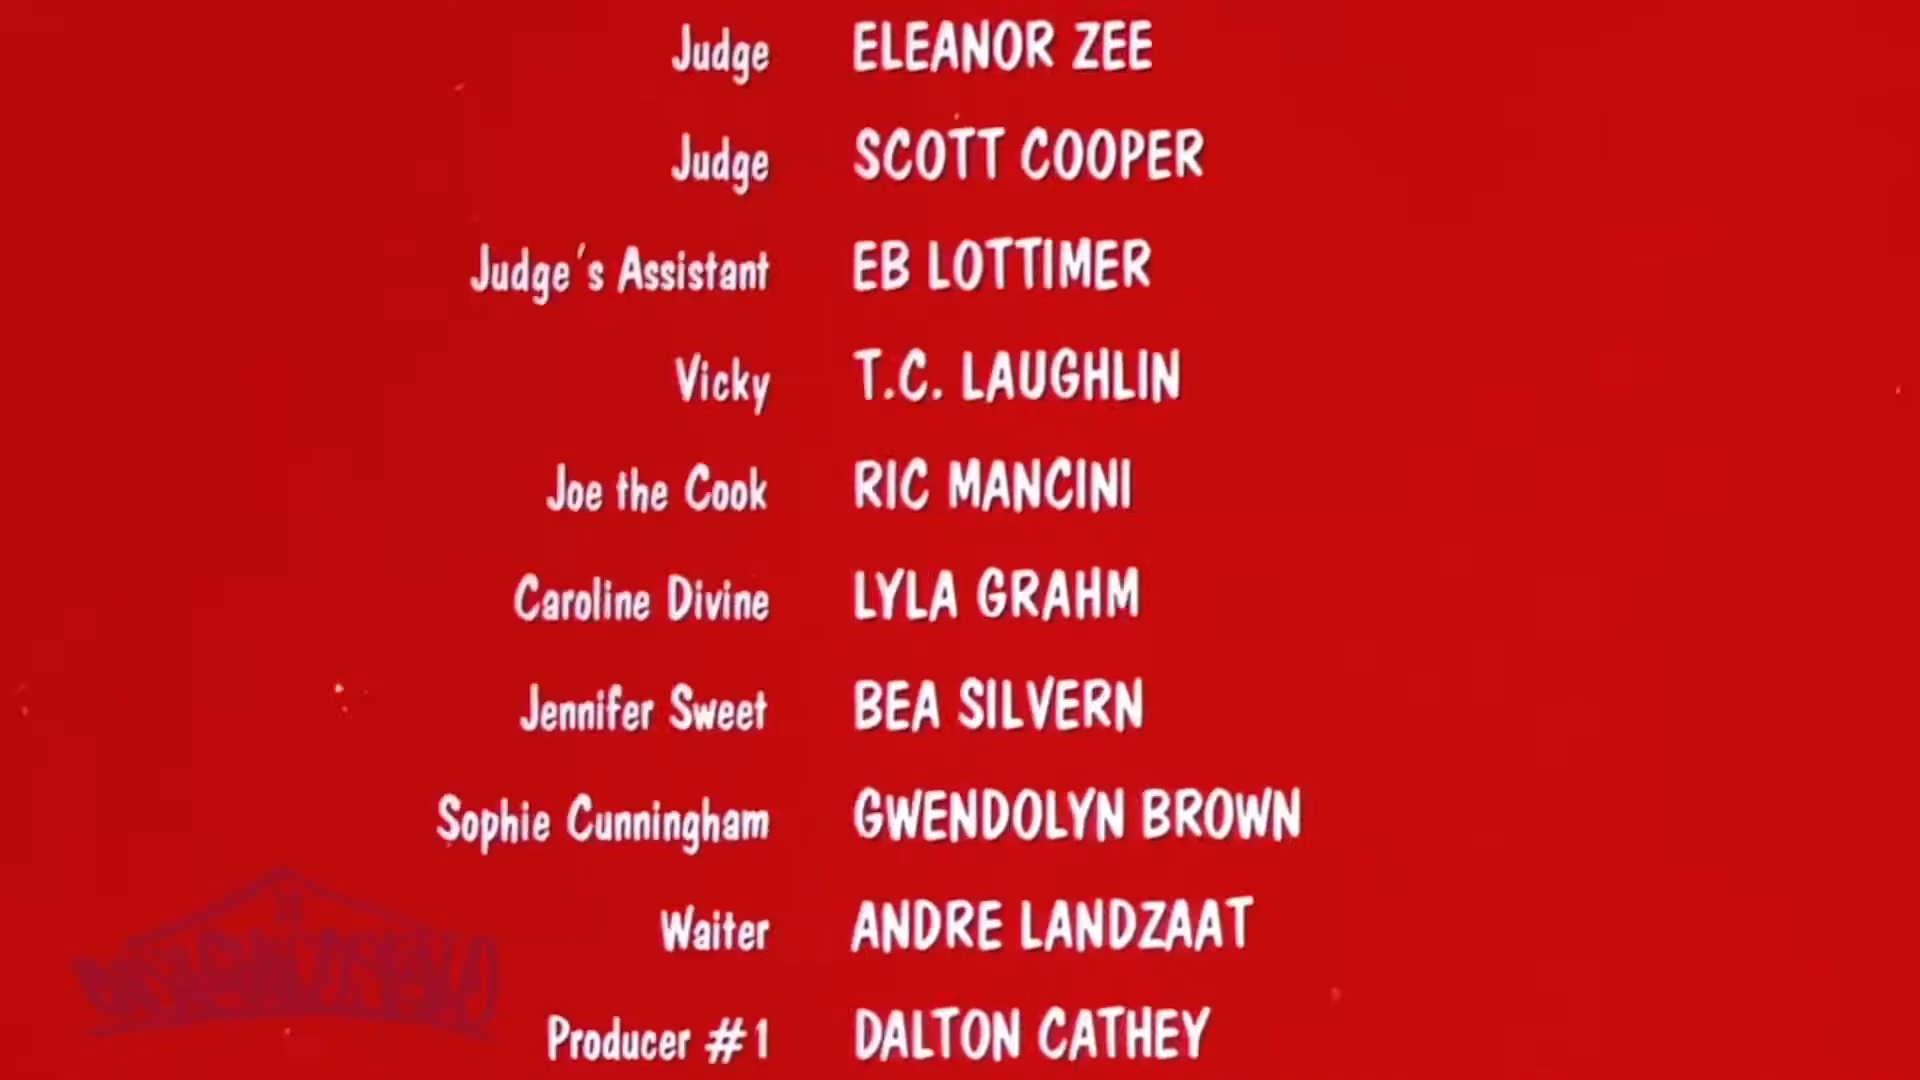 Judge ELEANOR ZEE
Judge SCOTT COOPER
Judge's Assistant EB LOTTIMER
Vicky T.C. LAUGHLIN
Joe the Cook RIC MANCINI
Caroline Divine LYLA GRAHM
Jennifer Sweet BEA SILVERN
Sophie Cunningham GWENDOLYN BROWN
Waiter ANDRE LANDZAAT
Producer #1 DALTON CATHEY